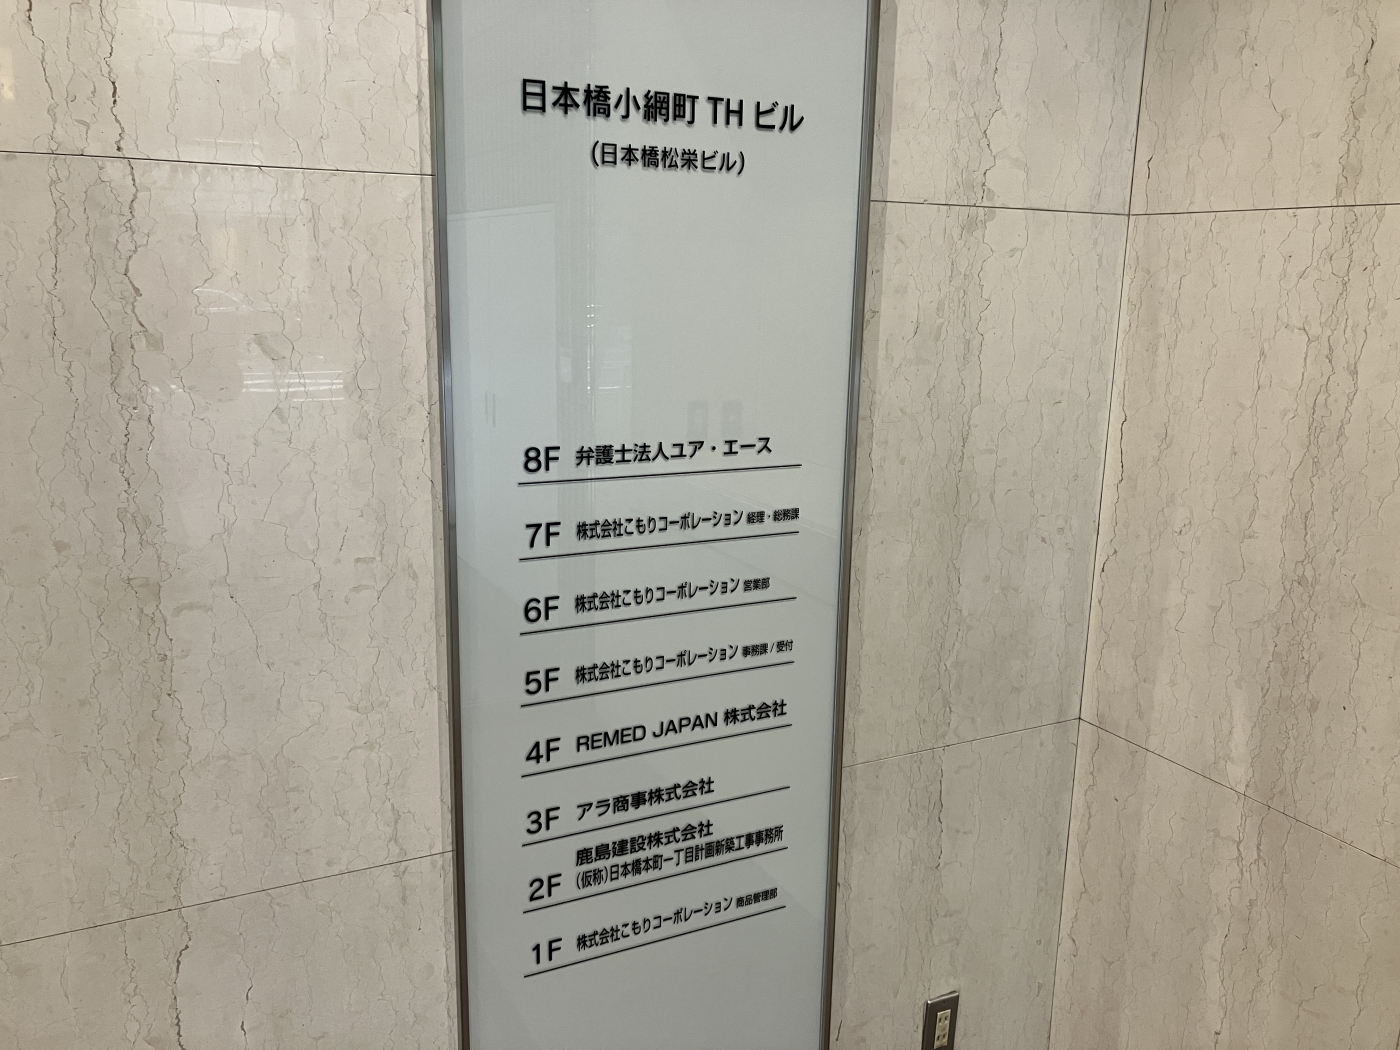 日本橋小網町 TH ビル
(日本橋松栄ビル)
8F 弁護士法人ユア・エース
7F 株式会社こもりコーポレーション 経理・総務課
6F 株式会社こもりコーポレーション 営業部
5F 株式会社こもりコーポレーション 事務課 / 受付
4F REMED JAPAN 株式会社
3F アラ商事株式会社
鹿島建設株式会社
2F (仮称)日本橋本町一丁目計画新築工事事務所
1F 株式会社こもりコーポレーション 商品管理部